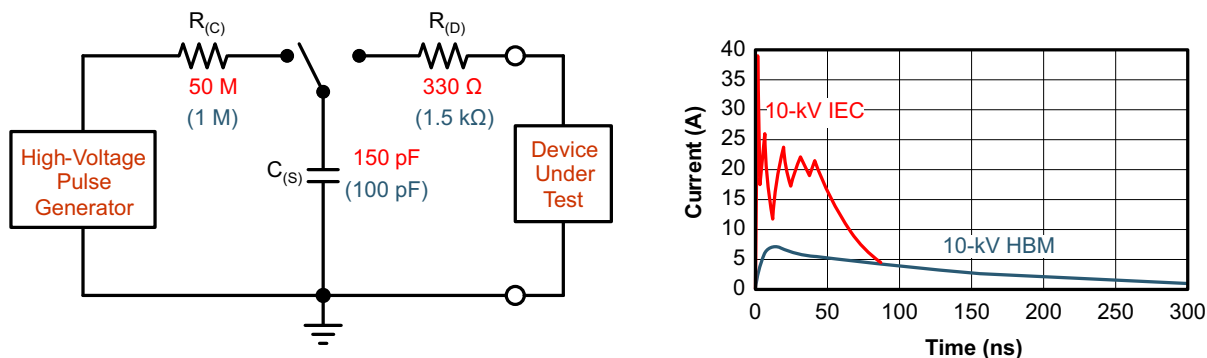 R(C)
50 M
(1 M)
R(D)
330 Ω
(1.5 kΩ)
High-Voltage
Pulse
Generator
C(S)
150 pF
(100 pF)
Device
Under
Test
Current (A)
40
35
30
25
20
15
10
5
0
10-kV IEC
10-kV HBM
0
50
100
150
200
250
300
Time (ns)